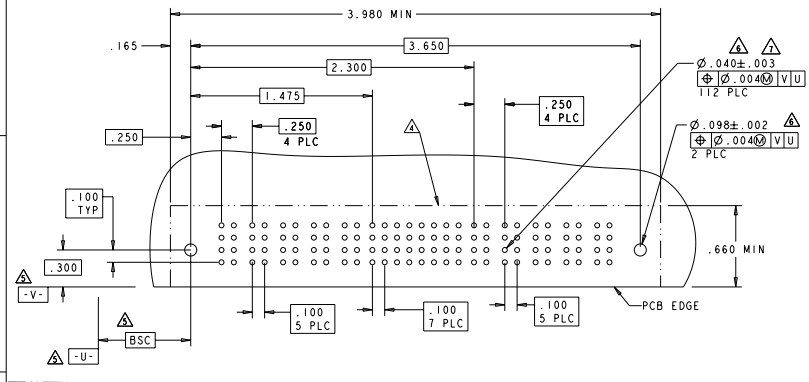 3.980 MIN
.165
3.650
6 7
2.300
Ø.040±.003
⌖ Ø.004Ⓜ V U
112 PLC
1.475
.250
4 PLC
.250
.250
4 PLC
4
Ø.098±.002 6
⌖ Ø.004Ⓜ V U
2 PLC
.100
TYP
.660 MIN
.300
5
-V-
PCB EDGE
.100
5 PLC
.100
7 PLC
.100
5 PLC
5
BSC
5 -U-